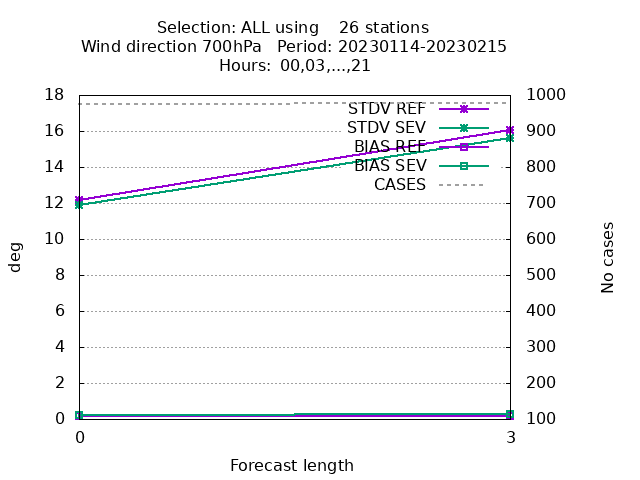 Selection: ALL using    26 stations
Wind direction 700hPa   Period: 20230114-20230215
Hours:  00,03,...,21
18
16
14
12
10
8
6
4
2
0
deg
1000
900
800
700
600
500
400
300
200
100
No cases
STDV REF
STDV SEV
BIAS REF
BIAS SEV
CASES
0
3
Forecast length